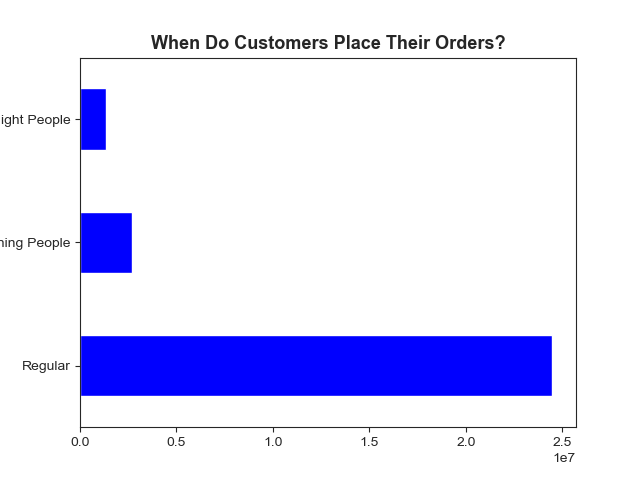 When Do Customers Place Their Orders?
ight People
ning People
Regular
0.0 0.5 1.0 1.5 2.0 2.5
1e7